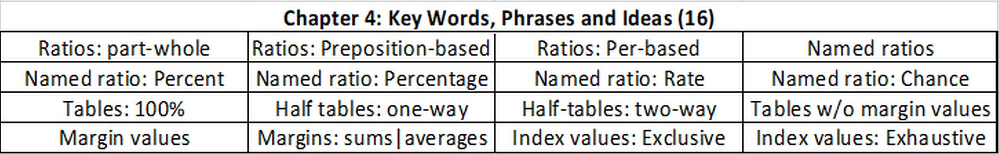 Chapter 4: Key Words, Phrases and Ideas (16)
Ratios: part-whole Ratios: Preposition-based Ratios: Per-based Named ratios
Named ratio: Percent Named ratio: Percentage Named ratio: Rate Named ratio: Chance
Tables: 100% Half tables: one-way Half-tables: two-way Tables w/o margin values
Margin values Margins: sums|averages Index values: Exclusive Index values: Exhaustive